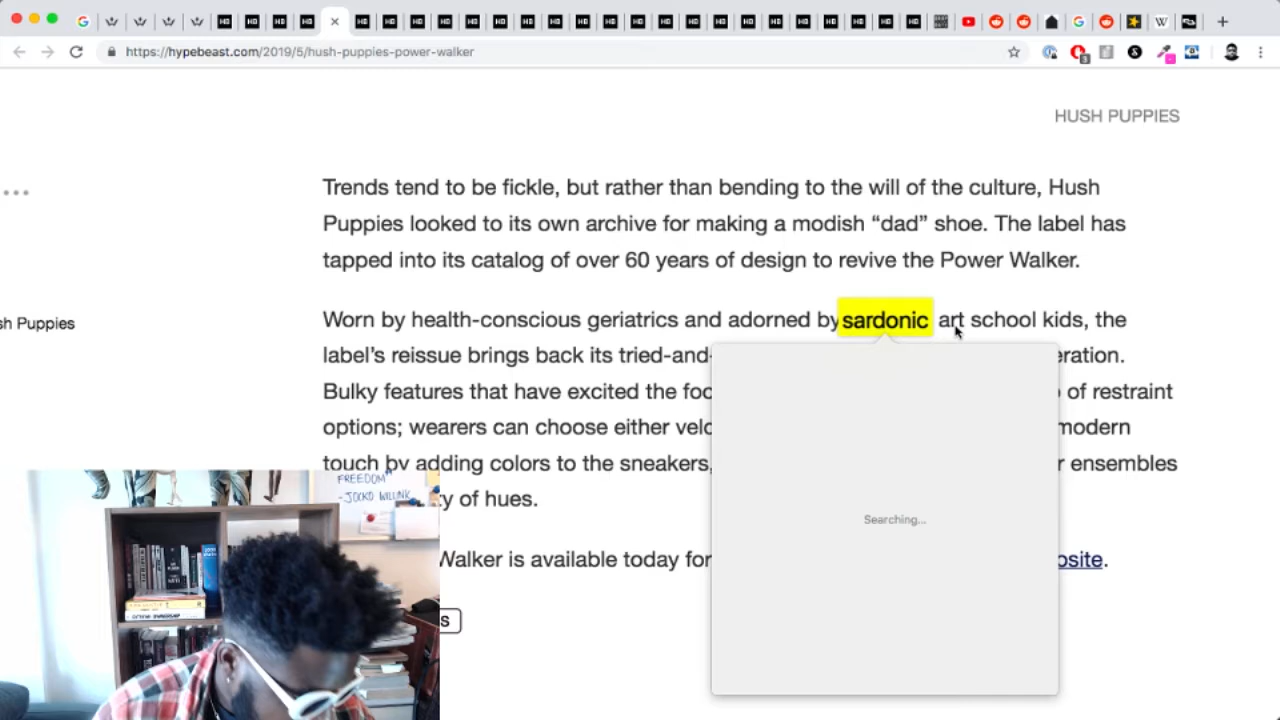 https://hypebeast.com/2019/5/hush-puppies-power-walker
HUSH PUPPIES
Trends tend to be fickle, but rather than bending to the will of the culture, Hush
Puppies looked to its own archive for making a modish “dad” shoe. The label has
tapped into its catalog of over 60 years of design to revive the Power Walker.
Worn by health-conscious geriatrics and adorned by sardonic art school kids, the
sh Puppies
label’s reissue brings back its tried-and- eration.
Bulky features that have excited the foo of restraint
options; wearers can choose either velc modern
touch by adding colors to the sneakers, r ensembles
FREEDOM”
-JOCKO WILLINK
ty of hues.
Searching...
Walker is available today for osite.
S